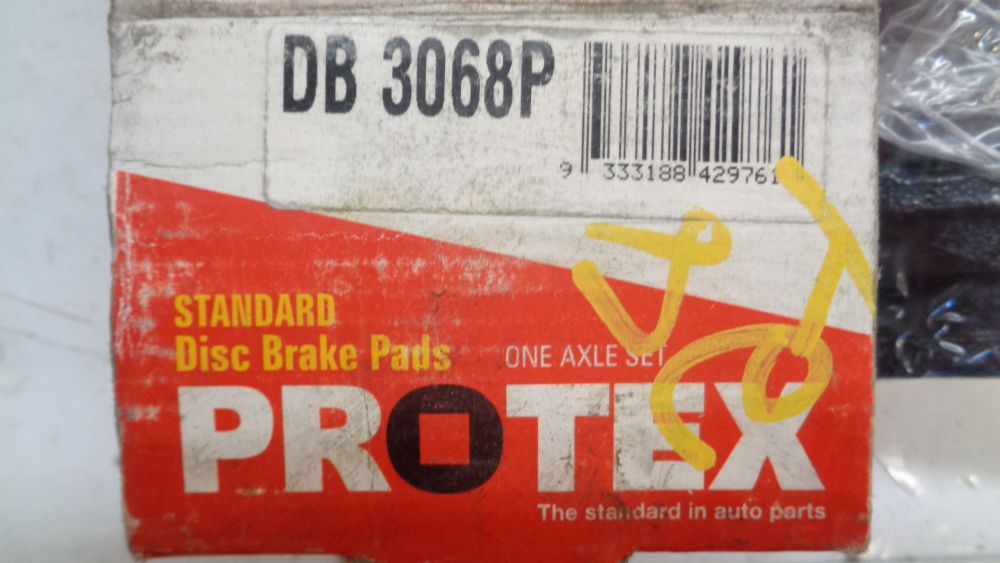 DB 3068P
9 333188 429761
STANDARD
Disc Brake Pads
ONE AXLE SET
PROTEX
The standard in auto parts